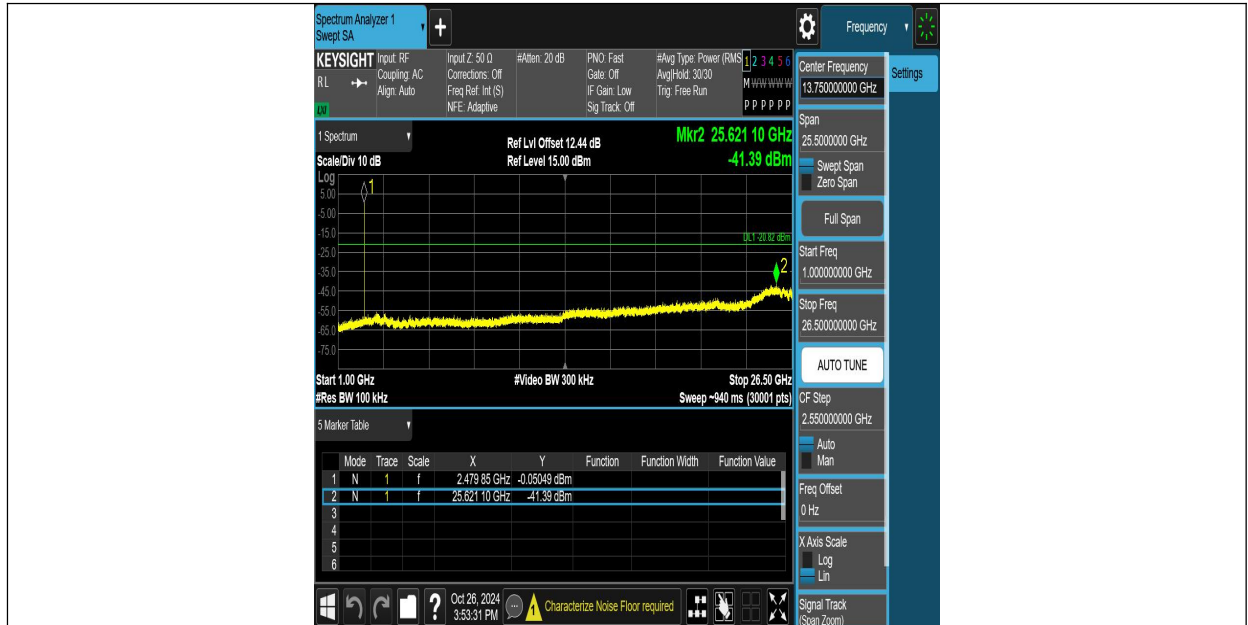 Spectrum Analyzer 1
Swept SA
+
Frequency
KEYSIGHT
RL
LXI
Input: RF
Coupling: AC
Align: Auto
Input Z: 50 Ω
Corrections: Off
Freq Ref: Int (S)
NFE: Adaptive
#Atten: 20 dB
PNO: Fast
Gate: Off
IF Gain: Low
Sig Track: Off
#Avg Type: Power (RMS
Avg|Hold: 30/30
Trig: Free Run
1 2 3 4 5 6
M W W W W W
P P P P P P
1 Spectrum
Scale/Div 10 dB
Ref Lvl Offset 12.44 dB
Ref Level 15.00 dBm
Mkr2 25.621 10 GHz
-41.39 dBm
Log
1
5.00
-5.00
-15.0
DL1 -20.82 dBm
-25.0
2
-35.0
-45.0
-55.0
-65.0
-75.0
Start 1.00 GHz
#Video BW 300 kHz
Stop 26.50 GHz
#Res BW 100 kHz
Sweep ~940 ms (30001 pts)
5 Marker Table
Mode Trace Scale X Y Function Function Width Function Value
1 N 1 f 2.479 85 GHz -0.05049 dBm
2 N 1 f 25.621 10 GHz -41.39 dBm
3
4
5
6
?
Oct 26, 2024
3:53:31 PM
1
Characterize Noise Floor required
Settings
Center Frequency
13.750000000 GHz
Span
25.5000000 GHz
Swept Span
Zero Span
Full Span
Start Freq
1.000000000 GHz
Stop Freq
26.500000000 GHz
AUTO TUNE
CF Step
2.550000000 GHz
Auto
Man
Freq Offset
0 Hz
X Axis Scale
Log
Lin
Signal Track
(Span Zoom)